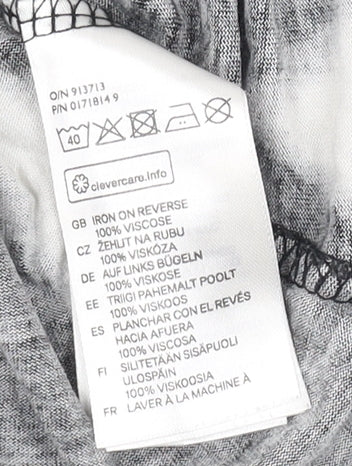 O/N 913713
P/N 0171814 9
40
clevercare.info
GB IRON ON REVERSE
100% VISCOSE
CZ ŽEHLIT NA RUBU
100% VISKÓZA
DE AUF LINKS BÜGELN
100% VISKOSE
EE TRIIGI PAHEMALT POOLT
100% VISKOOS
ES PLANCHAR CON EL REVÉS
HACIA AFUERA
100% VISCOSA
FI SILITETÄÄN SISÄPUOLI
ULOSPÄIN
100% VISKOOSIA
FR LAVER À LA MACHINE À